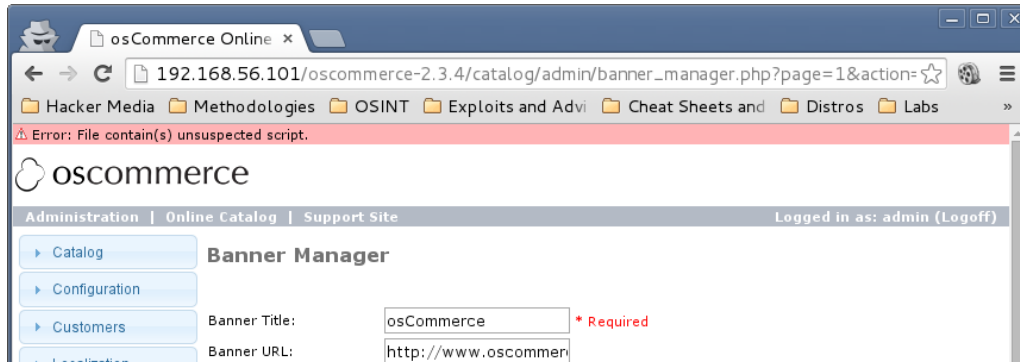 osCommerce Online
192.168.56.101/oscommerce-2.3.4/catalog/admin/banner_manager.php?page=1&action=
Hacker Media Methodologies OSINT Exploits and Advi Cheat Sheets and Distros Labs »
Error: File contain(s) unsuspected script.
oscommerce
Administration | Online Catalog | Support Site Logged in as: admin (Logoff)
Catalog
Banner Manager
Configuration
Customers
Banner Title: osCommerce * Required
Banner URL: http://www.oscommer